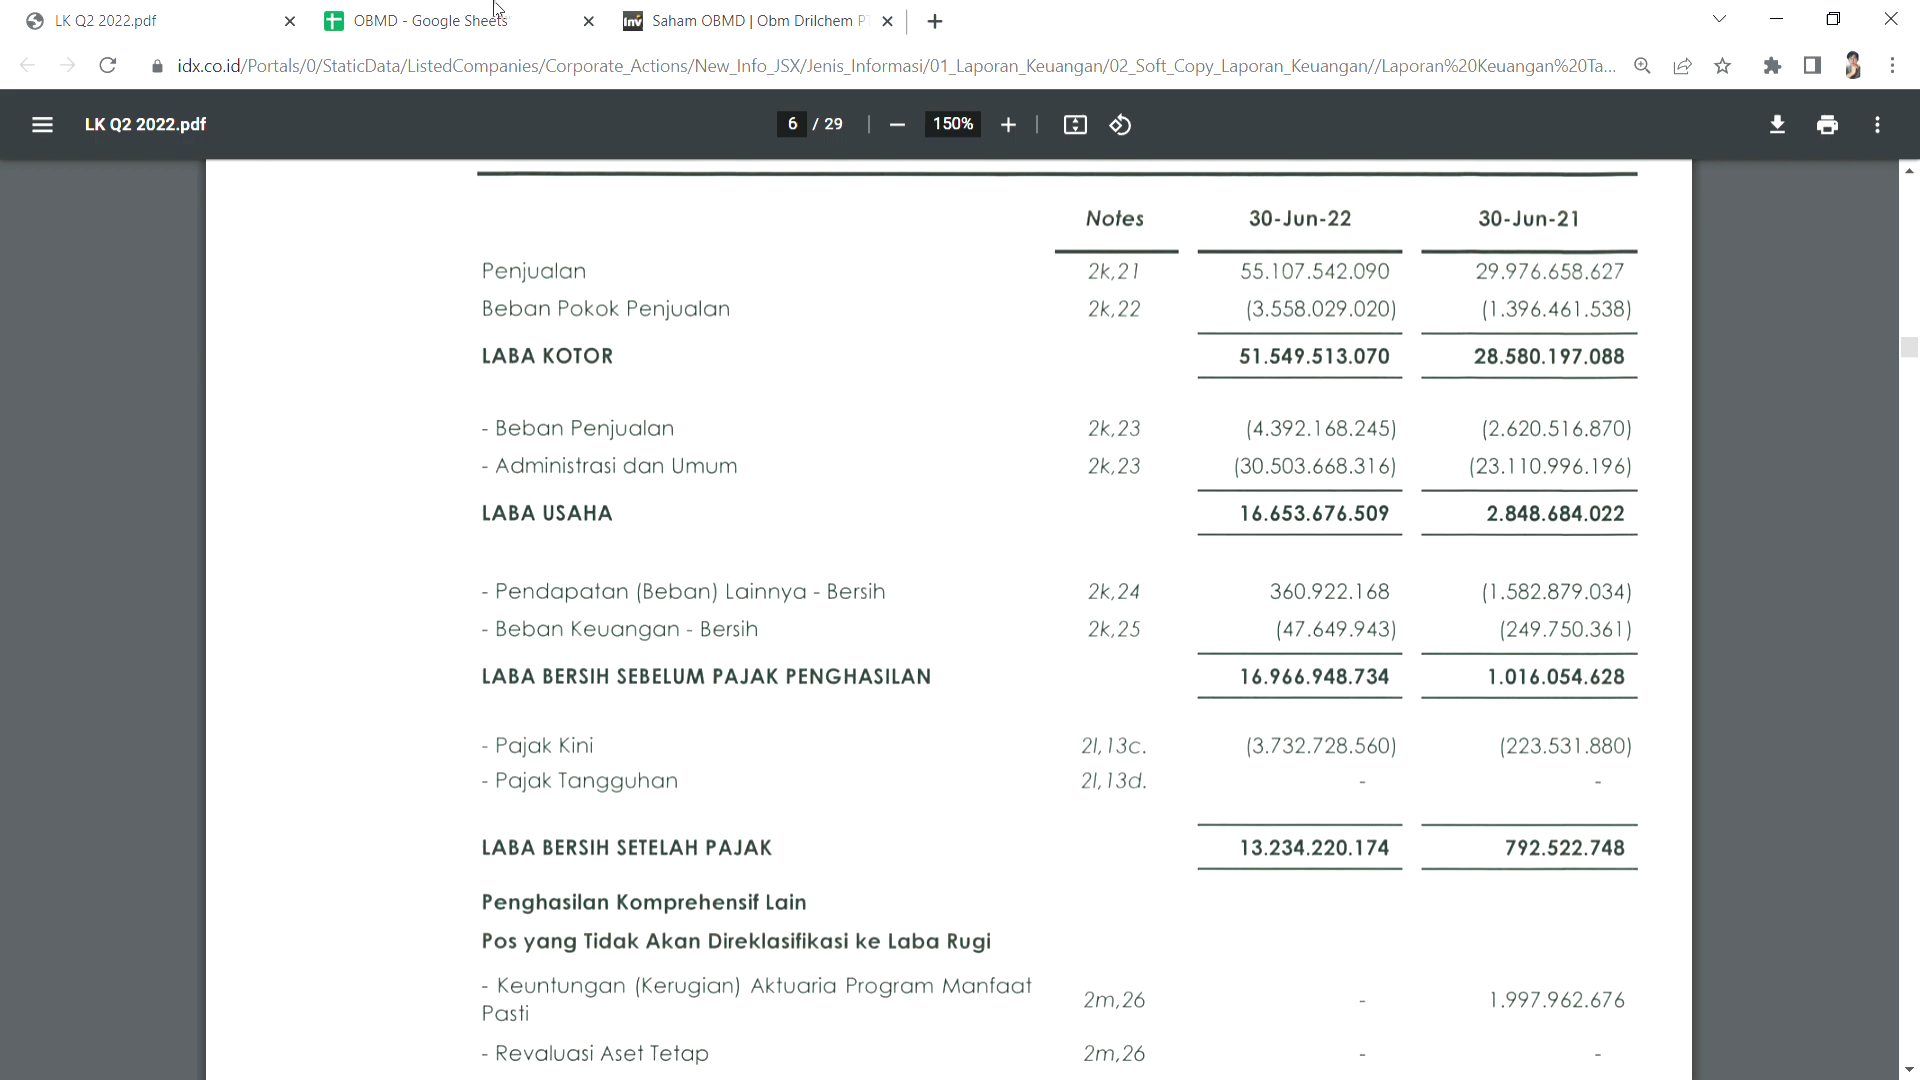 LK Q2 2022.pdf
OBMD - Google Sheets
Inv Saham OBMD | Obm Drilchem PT
idx.co.id/Portals/0/StaticData/ListedCompanies/Corporate_Actions/New_Info_JSX/Jenis_Informasi/01_Laporan_Keuangan/02_Soft_Copy_Laporan_Keuangan//Laporan%20Keuangan%20Ta...
LK Q2 2022.pdf 6 / 29 150%
Notes 30-Jun-22 30-Jun-21
Penjualan 2k,21 55.107.542.090 29.976.658.627
Beban Pokok Penjualan 2k,22 (3.558.029.020) (1.396.461.538)
LABA KOTOR 51.549.513.070 28.580.197.088
- Beban Penjualan 2k,23 (4.392.168.245) (2.620.516.870)
- Administrasi dan Umum 2k,23 (30.503.668.316) (23.110.996.196)
LABA USAHA 16.653.676.509 2.848.684.022
- Pendapatan (Beban) Lainnya - Bersih 2k,24 360.922.168 (1.582.879.034)
- Beban Keuangan - Bersih 2k,25 (47.649.943) (249.750.361)
LABA BERSIH SEBELUM PAJAK PENGHASILAN 16.966.948.734 1.016.054.628
- Pajak Kini 2l,13c. (3.732.728.560) (223.531.880)
- Pajak Tangguhan 2l,13d. - -
LABA BERSIH SETELAH PAJAK 13.234.220.174 792.522.748
Penghasilan Komprehensif Lain
Pos yang Tidak Akan Direklasifikasi ke Laba Rugi
- Keuntungan (Kerugian) Aktuaria Program Manfaat
Pasti 2m,26 - 1.997.962.676
- Revaluasi Aset Tetap 2m,26 - -